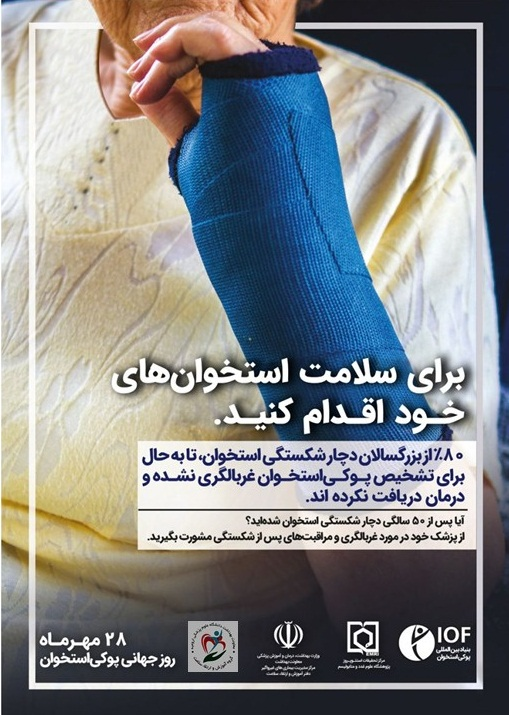 برای سلامت استخوان‌های
خود اقدام کنید.
۸۰٪ از بزرگسالان دچار شکستگی استخوان، تا به حال
برای تشخیص پوکی‌استخوان غربالگری نشده و
درمان دریافت نکرده اند.
آیا پس از ۵۰ سالگی دچار شکستگی استخوان شده‌اید؟
از پزشک خود در مورد غربالگری و مراقبت‌های پس از شکستگی مشورت بگیرید.
۲۸ مهرماه
روز جهانی پوکی‌استخوان
وزارت بهداشت، درمان و آموزش پزشکی
معاونت بهداشت
مرکز مدیریت بیماری های غیرواگیر
دفتر آموزش و ارتقاء سلامت
EMRI
مرکز تحقیقات استئوپروز
پژوهشگاه علوم غدد و متابولیسم
IOF
بنیاد بین‌المللی
پوکی‌استخوان